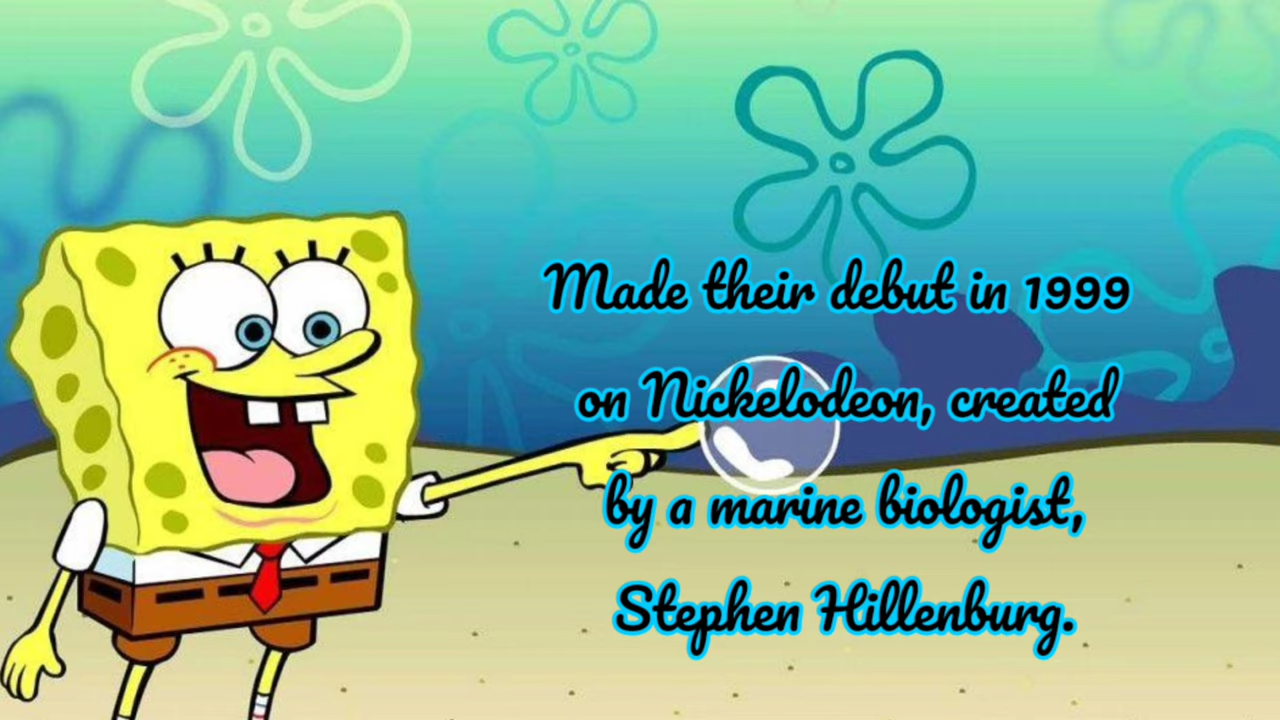 Made their debut in 1999
on Nickelodeon, created
by a marine biologist,
Stephen Hillenburg.